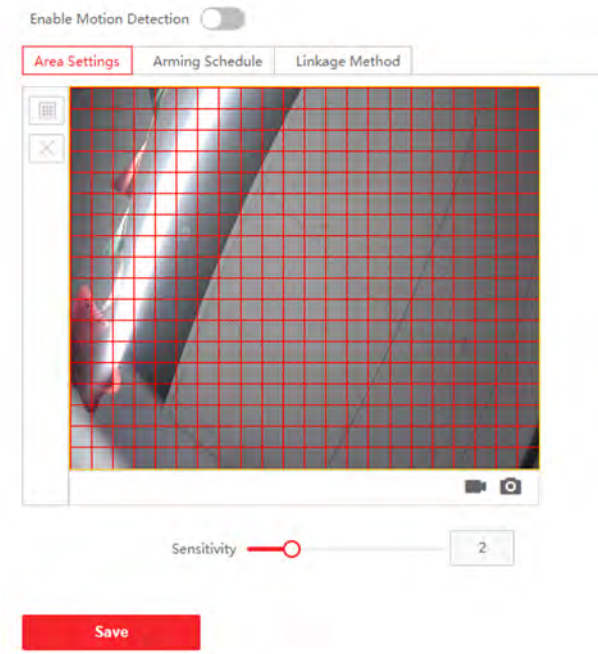 Enable Motion Detection
Area Settings Arming Schedule Linkage Method
Sensitivity 2
Save